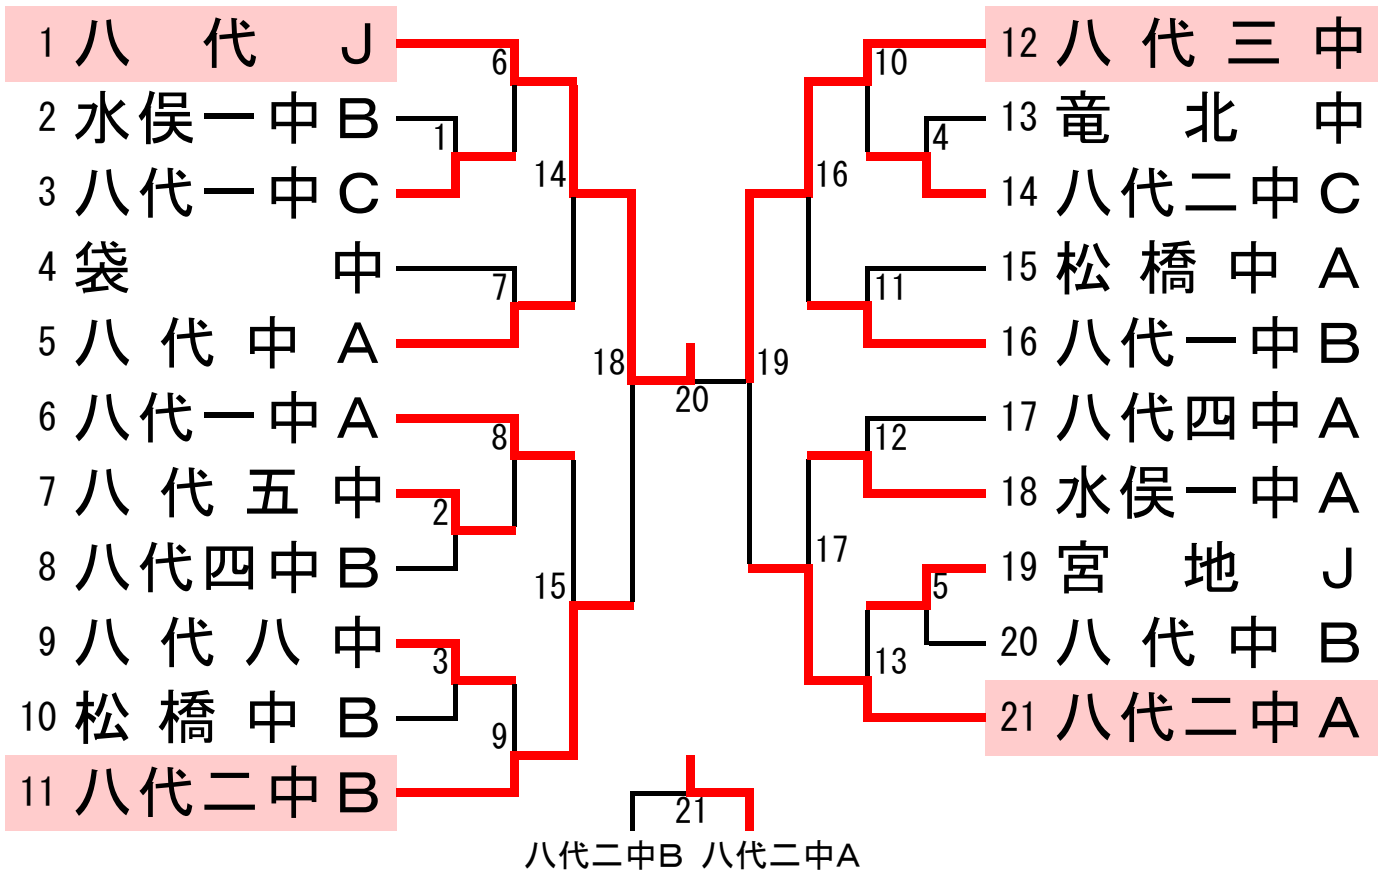 1 八代J
2 水俣一中B
3 八代一中C
4 袋中
5 八代中A
6 八代一中A
7 八代五中
8 八代四中B
9 八代八中
10 松橋中B
11 八代二中B
1
2
3
6
7
8
9
14
15
18
20
19
16
17
10
11
12
13
4
5
12 八代三中
13 竜北中
14 八代二中C
15 松橋中A
16 八代一中B
17 八代四中A
18 水俣一中A
19 宮地J
20 八代中B
21 八代二中A
21
八代二中B 八代二中A